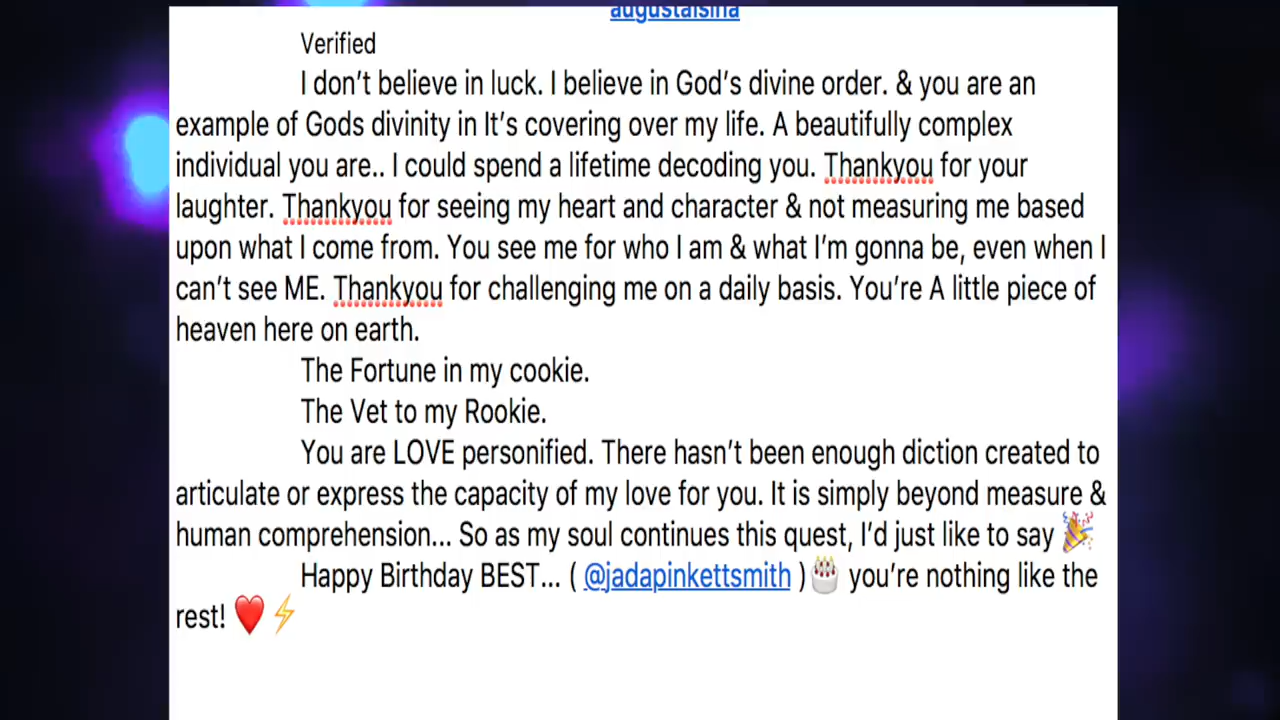 augustalsina
Verified
I don’t believe in luck. I believe in God’s divine order. & you are an
example of Gods divinity in It’s covering over my life. A beautifully complex
individual you are.. I could spend a lifetime decoding you. Thankyou for your
laughter. Thankyou for seeing my heart and character & not measuring me based
upon what I come from. You see me for who I am & what I’m gonna be, even when I
can’t see ME. Thankyou for challenging me on a daily basis. You’re A little piece of
heaven here on earth.
The Fortune in my cookie.
The Vet to my Rookie.
You are LOVE personified. There hasn’t been enough diction created to
articulate or express the capacity of my love for you. It is simply beyond measure &
human comprehension... So as my soul continues this quest, I’d just like to say 🎉
Happy Birthday BEST... ( @jadapinkettsmith )🎂 you’re nothing like the
rest! ❤️⚡